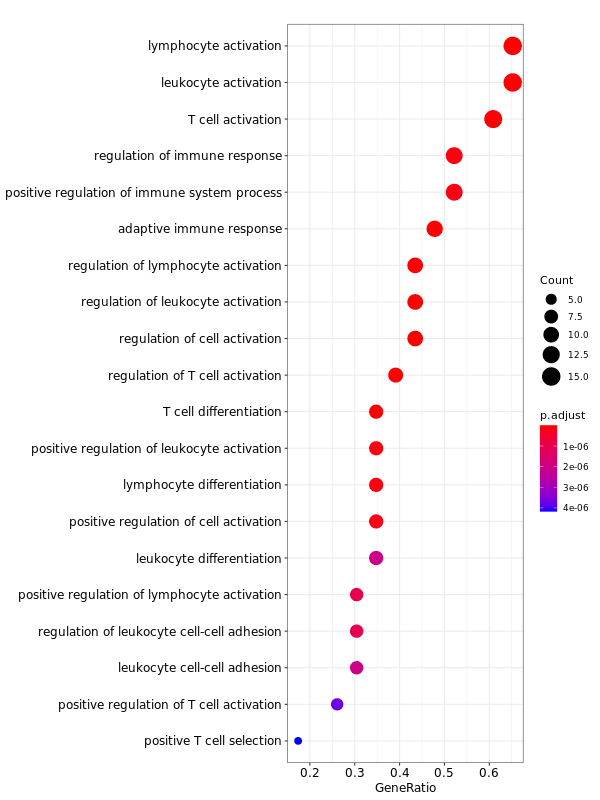 lymphocyte activation
leukocyte activation
T cell activation
regulation of immune response
positive regulation of immune system process
adaptive immune response
regulation of lymphocyte activation
regulation of leukocyte activation
regulation of cell activation
regulation of T cell activation
T cell differentiation
positive regulation of leukocyte activation
lymphocyte differentiation
positive regulation of cell activation
leukocyte differentiation
positive regulation of lymphocyte activation
regulation of leukocyte cell-cell adhesion
leukocyte cell-cell adhesion
positive regulation of T cell activation
positive T cell selection
0.2 0.3 0.4 0.5 0.6
GeneRatio
Count
5.0
7.5
10.0
12.5
15.0
p.adjust
1e-06
2e-06
3e-06
4e-06